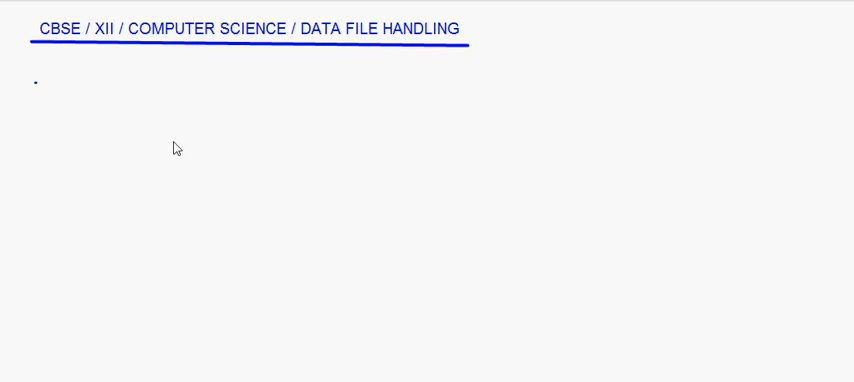 CBSE / XII / COMPUTER SCIENCE / DATA FILE HANDLING